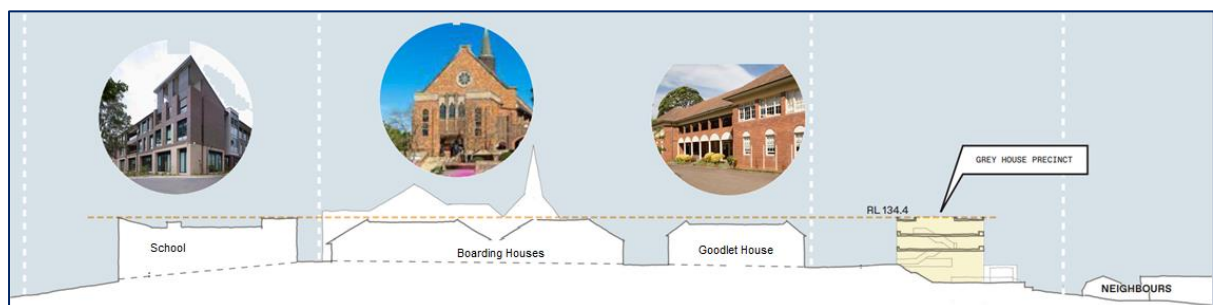 GREY HOUSE PRECINCT
RL 134.4
School
Boarding Houses
Goodlet House
NEIGHBOURS